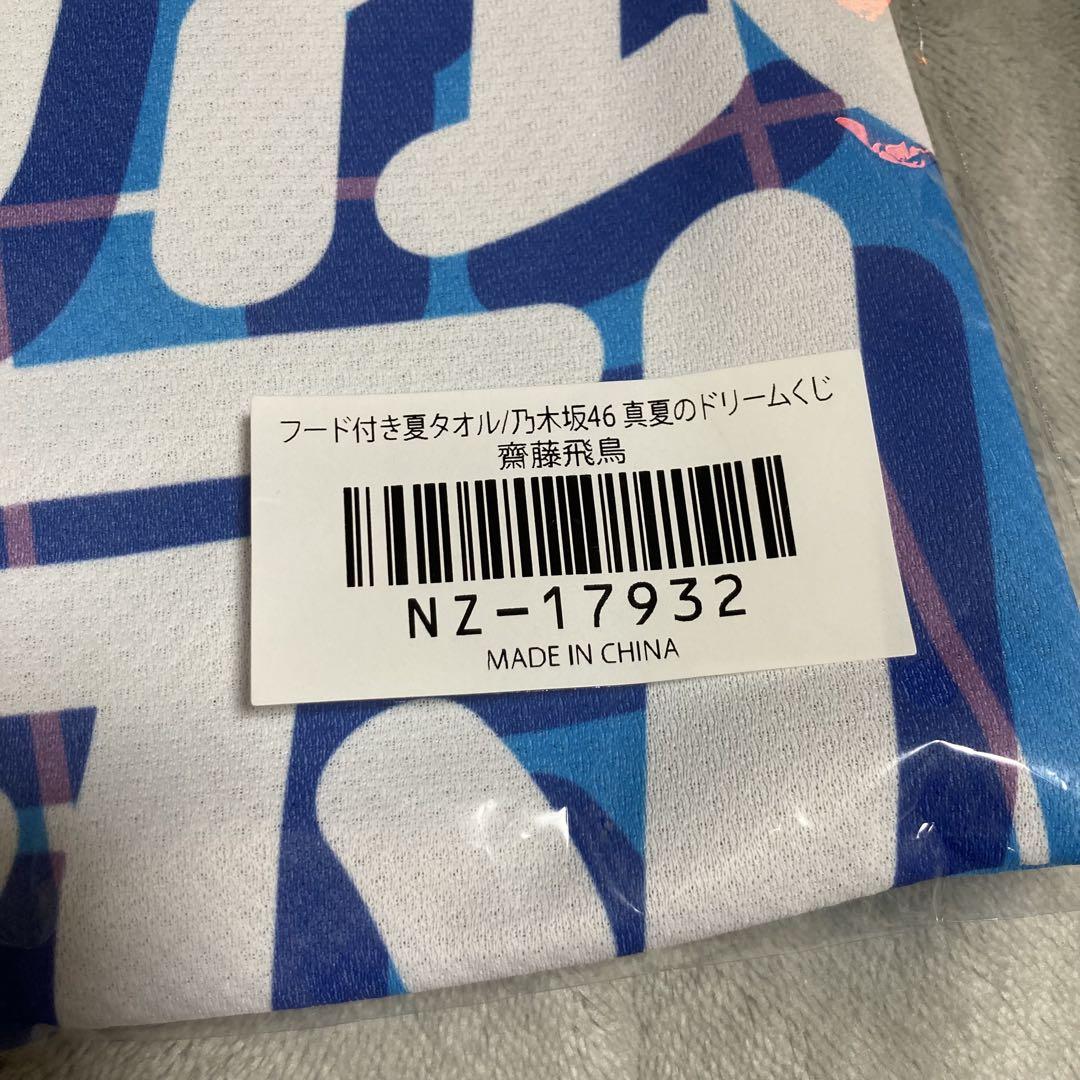 フード付き夏タオル/乃木坂46 真夏のドリームくじ
齋藤飛鳥
NZ-17932
MADE IN CHINA